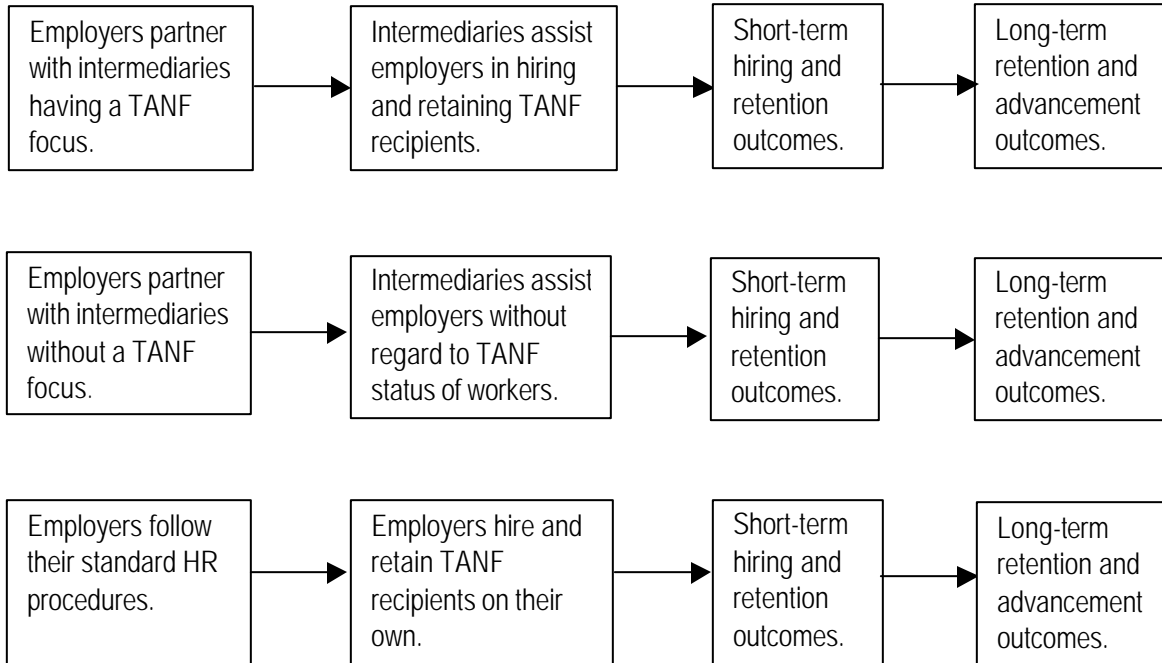 Employers partner
with intermediaries
having a TANF
focus.
Intermediaries assist
employers in hiring
and retaining TANF
recipients.
Short-term
hiring and
retention
outcomes.
Long-term
retention and
advancement
outcomes.
Employers partner
with intermediaries
without a TANF
focus.
Intermediaries assist
employers without
regard to TANF
status of workers.
Short-term
hiring and
retention
outcomes.
Long-term
retention and
advancement
outcomes.
Employers follow
their standard HR
procedures.
Employers hire and
retain TANF
recipients on their
own.
Short-term
hiring and
retention
outcomes.
Long-term
retention and
advancement
outcomes.